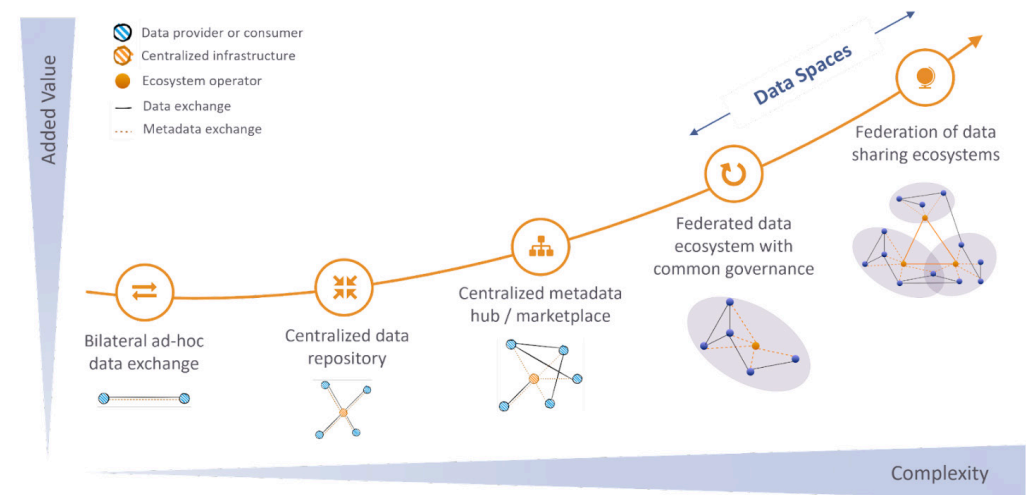 Added Value
Data provider or consumer
Centralized infrastructure
Ecosystem operator
Data exchange
Metadata exchange
Data Spaces
Federation of data
sharing ecosystems
Federated data
ecosystem with
common governance
Centralized metadata
hub / marketplace
Centralized data
repository
Bilateral ad-hoc
data exchange
Complexity